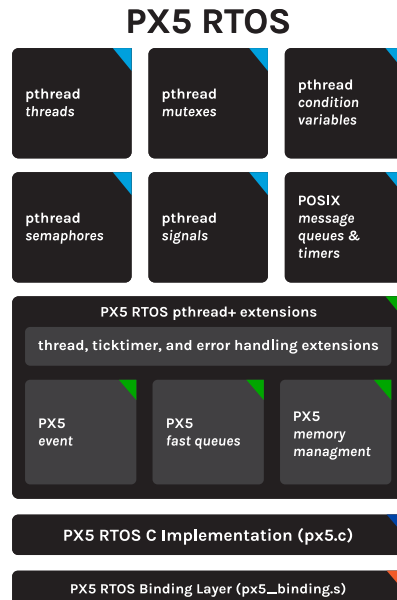 PX5 RTOS
pthread
threads
pthread
mutexes
pthread
condition
variables
pthread
semaphores
pthread
signals
POSIX
message
queues &
timers
PX5 RTOS pthread+ extensions
thread, ticktimer, and error handling extensions
PX5
event
PX5
fast queues
PX5
memory
managment
PX5 RTOS C Implementation (px5.c)
PX5 RTOS Binding Layer (px5_binding.s)